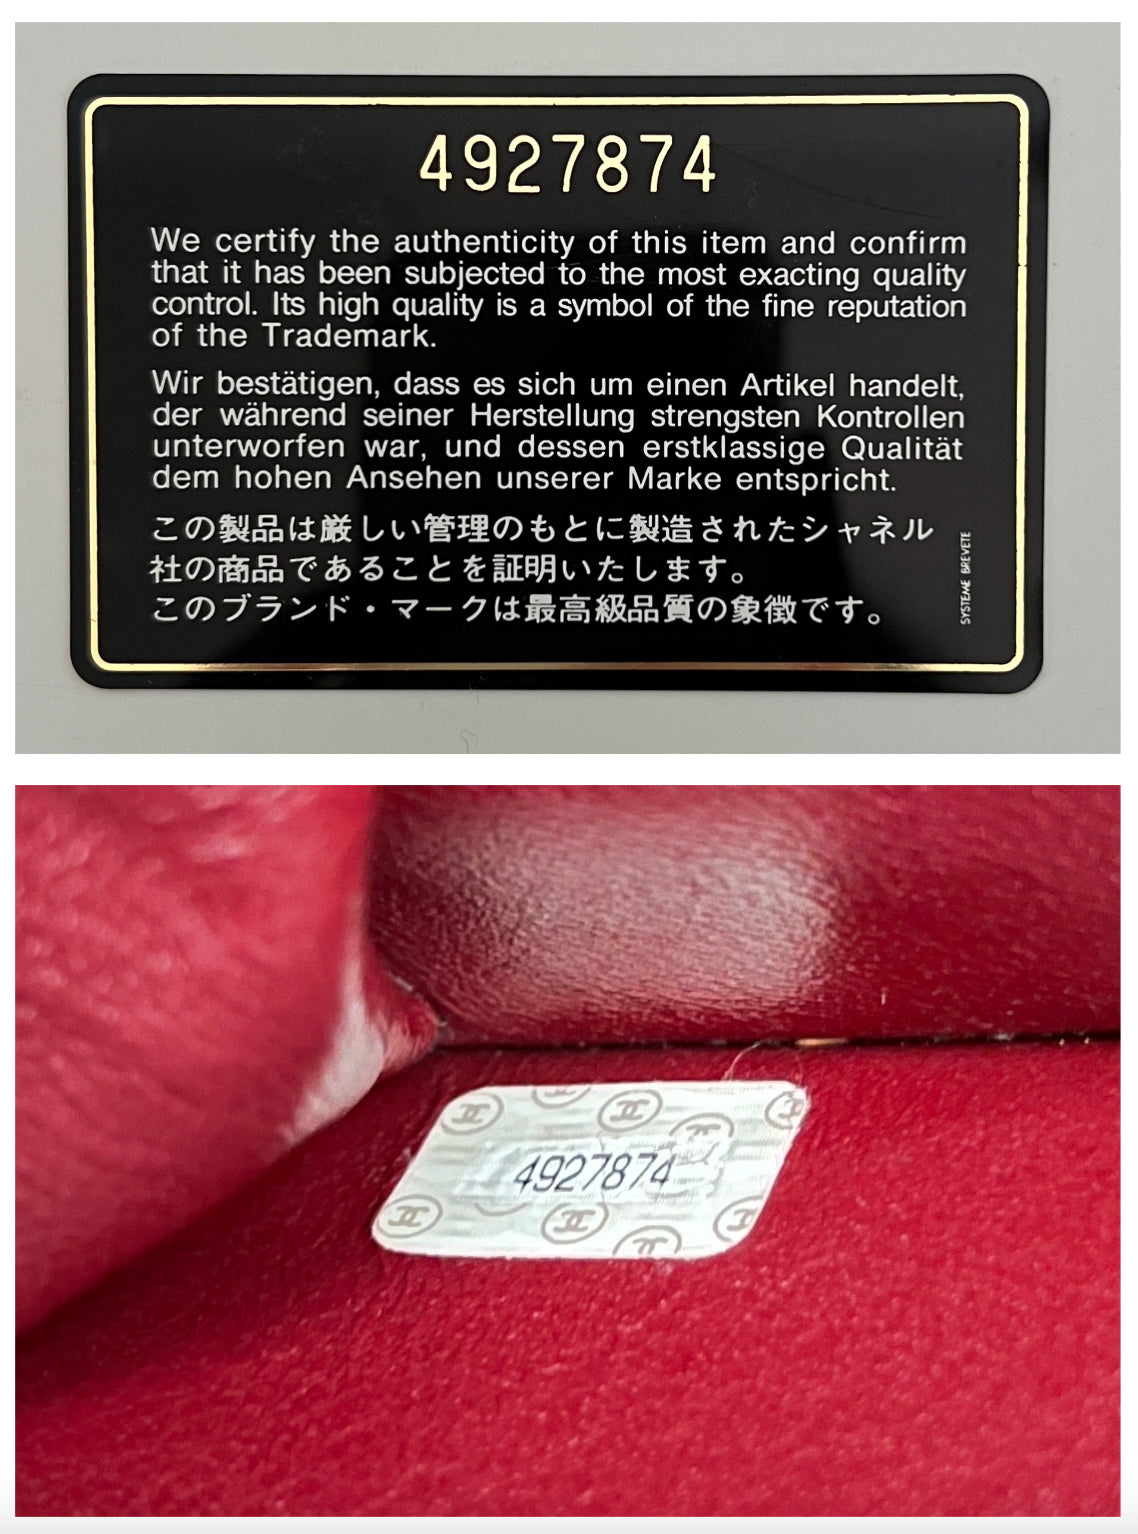 4927874
We certify the authenticity of this item and confirm
that it has been subjected to the most exacting quality
control. Its high quality is a symbol of the fine reputation
of the Trademark.
Wir bestätigen, dass es sich um einen Artikel handelt,
der während seiner Herstellung strengsten Kontrollen
unterworfen war, und dessen erstklassige Qualität
dem hohen Ansehen unserer Marke entspricht.
この製品は厳しい管理のもとに製造されたシャネル
社の商品であることを証明いたします。
このブランド・マークは最高級品質の象徴です。
SYSTEME BREVETE
4927874